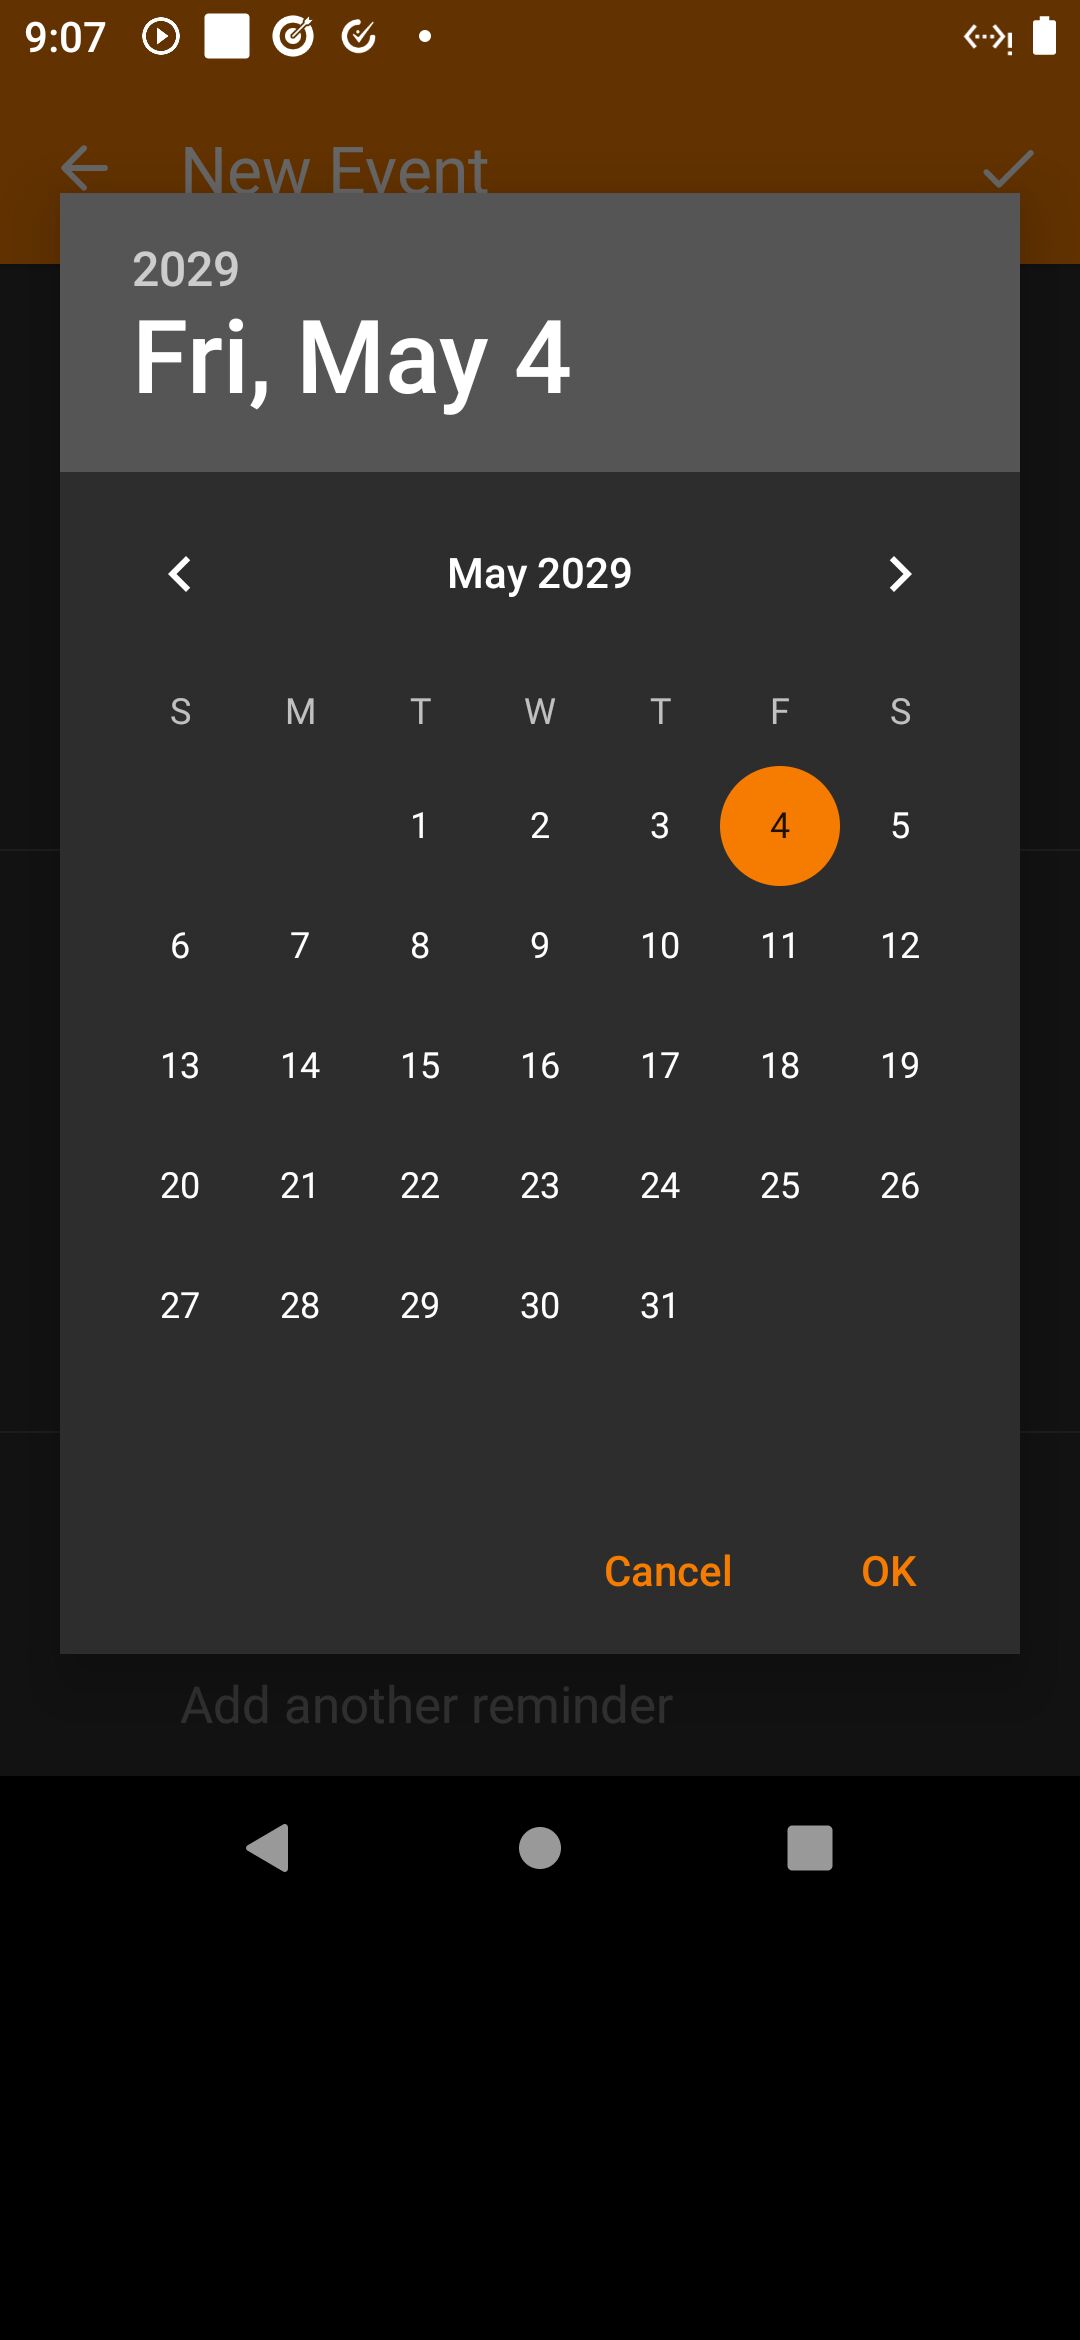 9:07
New Event
2029
Fri, May 4
May 2029
S M T W T F S
1 2 3 4 5
6 7 8 9 10 11 12
13 14 15 16 17 18 19
20 21 22 23 24 25 26
27 28 29 30 31
Cancel OK
Add another reminder